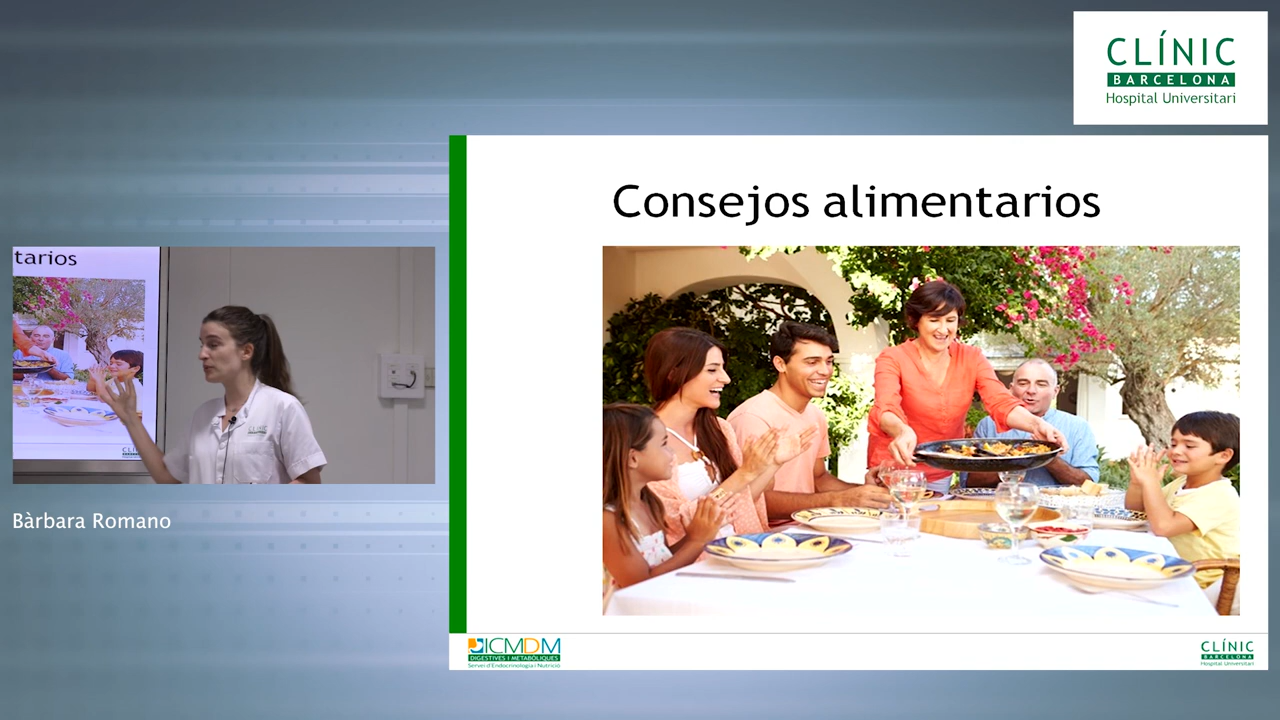 CLÍNIC
BARCELONA
Hospital Universitari
Consejos alimentarios
tarios
CLÍNIC
Bàrbara Romano
ICMDM
DIGESTIVES I METABÒLIQUES
Servei d'Endocrinologia i Nutrició
CLÍNIC
BARCELONA
Hospital Universitari